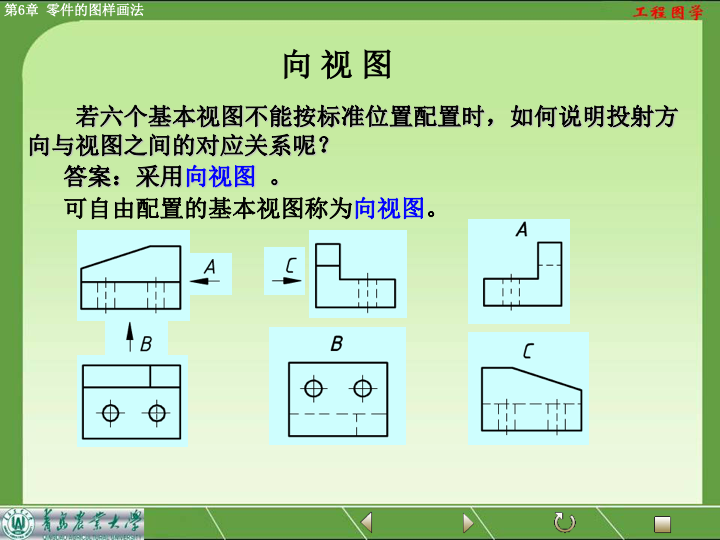 第6章 零件的图样画法
工程图学
向 视 图
若六个基本视图不能按标准位置配置时，如何说明投射方
向与视图之间的对应关系呢？
答案：采用向视图 。
可自由配置的基本视图称为向视图。
A
C
A
B
B
C
青岛农业大学